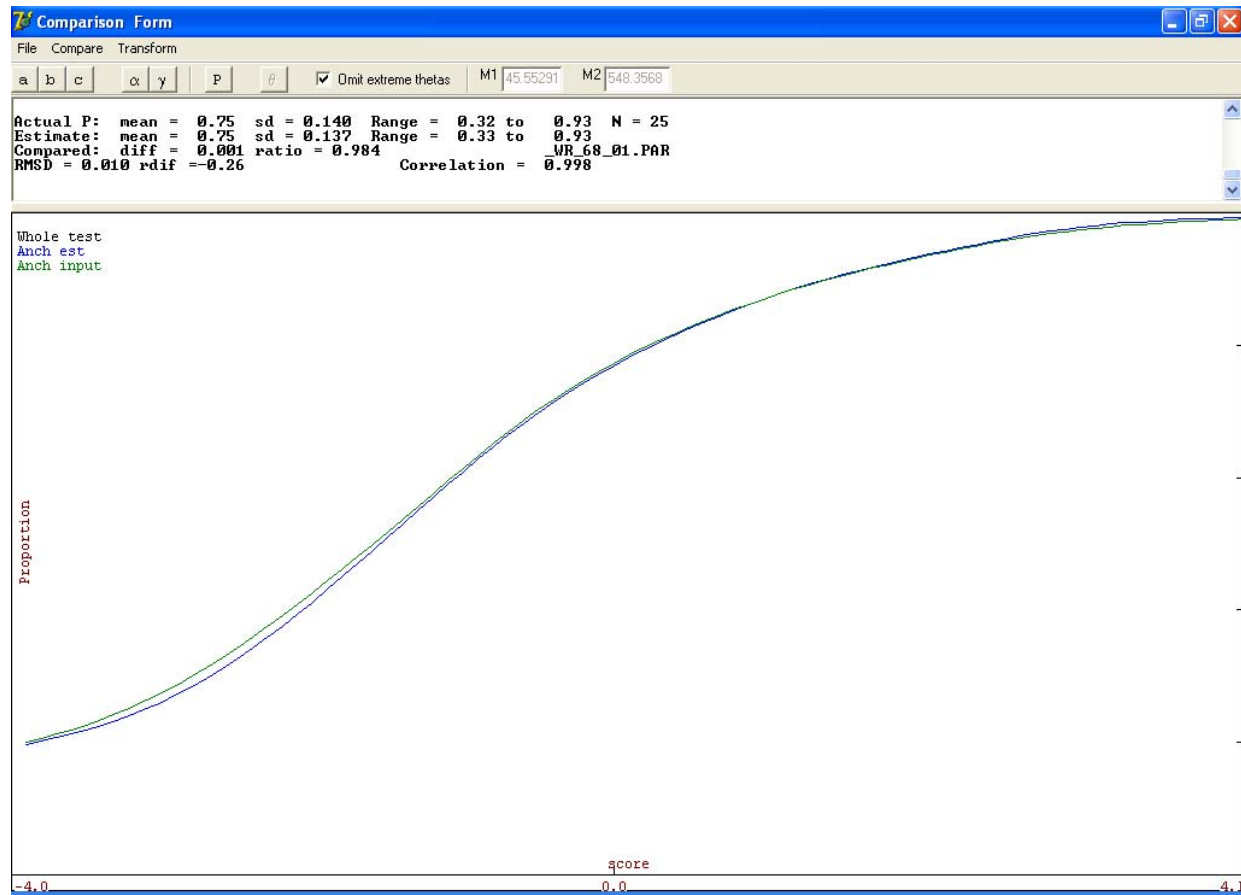 Comparison Form
File Compare Transform
a b c α γ P θ Omit extreme thetas M1 45.55291 M2 548.3568
Actual P: mean = 0.75 sd = 0.140 Range = 0.32 to 0.93 N = 25
Estimate: mean = 0.75 sd = 0.137 Range = 0.33 to 0.93
Compared: diff = 0.001 ratio = 0.984 _WR_68_01.PAR
RMSD = 0.010 rdif =-0.26 Correlation = 0.998
Whole test
Anch est
Anch input
Proportion
score
-4.0 0.0 4.1